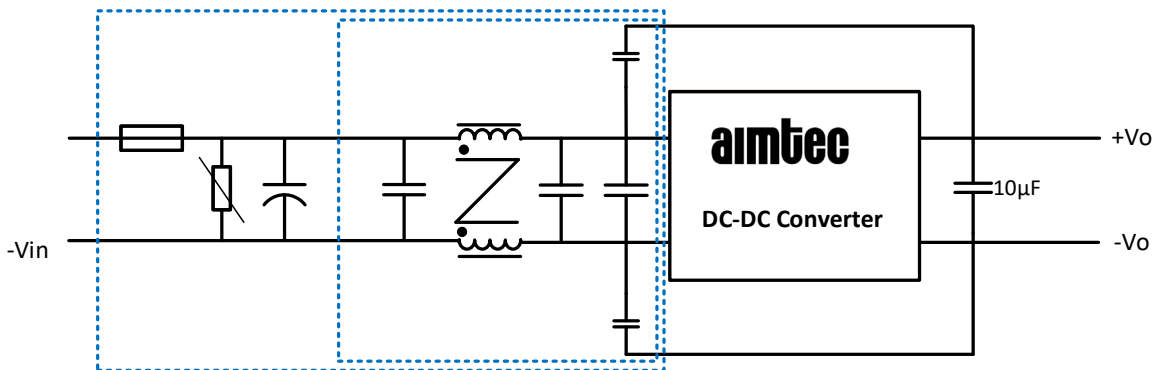 aimtec
+Vo
10µF
DC-DC Converter
-Vin
-Vo